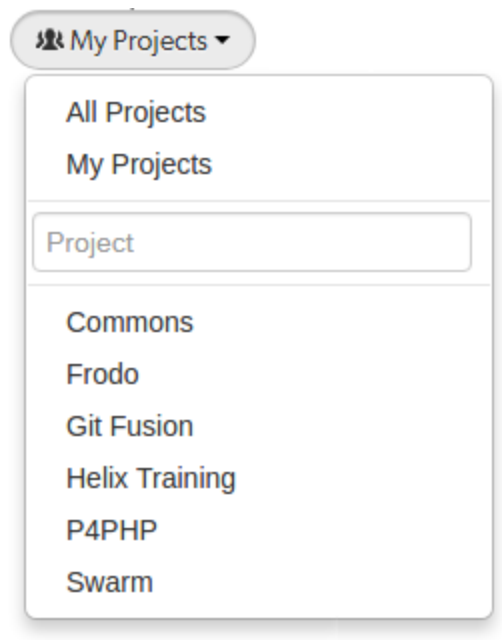 My Projects
All Projects
My Projects
Project
Commons
Frodo
Git Fusion
Helix Training
P4PHP
Swarm